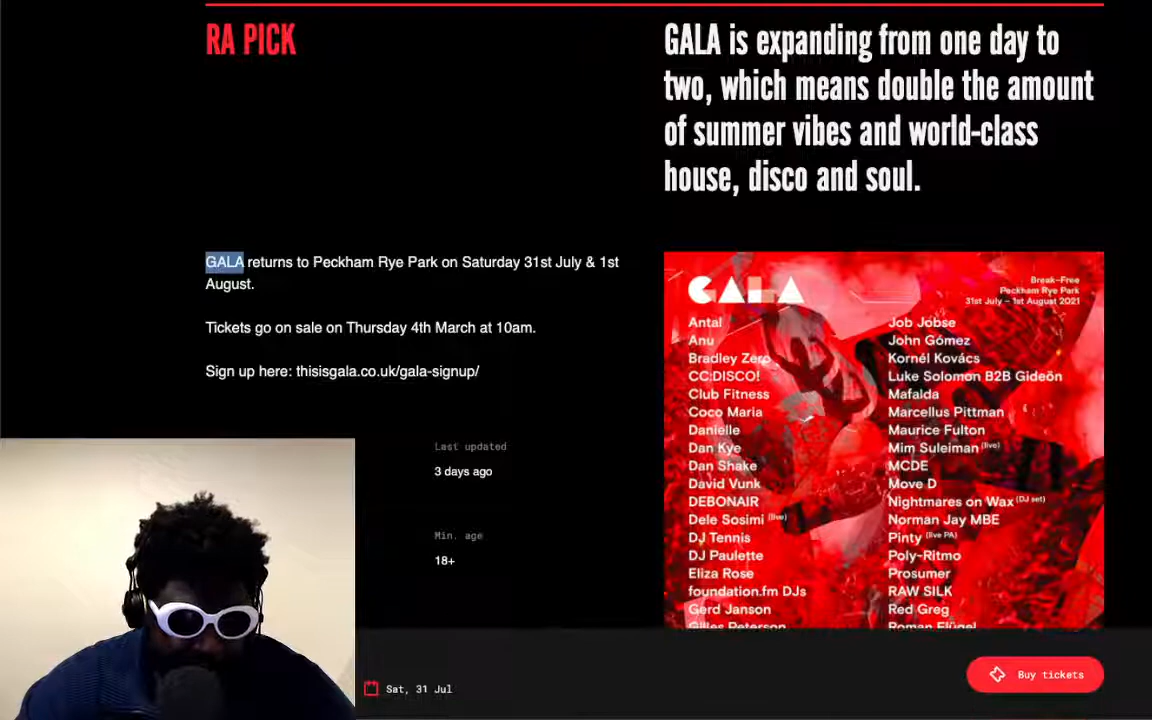 RA PICK
GALA is expanding from one day to
two, which means double the amount
of summer vibes and world-class
house, disco and soul.
GALA returns to Peckham Rye Park on Saturday 31st July & 1st
August.
Tickets go on sale on Thursday 4th March at 10am.
Sign up here: thisisgala.co.uk/gala-signup/
Last updated
3 days ago
Min. age
18+
GALA
Break–Free
Peckham Rye Park
31st July – 1st August 2021
Antal
Anu
Bradley Zero
CC:DISCO!
Club Fitness
Coco Maria
Danielle
Dan Kye
Dan Shake
David Vunk
DEBONAIR
Dele Sosimi (live)
DJ Tennis
DJ Paulette
Eliza Rose
foundation.fm DJs
Gerd Janson
Gilles Peterson
Job Jobse
John Gómez
Kornél Kovács
Luke Solomon B2B Gideön
Mafalda
Marcellus Pittman
Maurice Fulton
Mim Suleiman (live)
MCDE
Move D
Nightmares on Wax (DJ set)
Norman Jay MBE
Pinty (live PA)
Poly-Ritmo
Prosumer
RAW SILK
Red Greg
Roman Flügel
Sat, 31 Jul
Buy tickets